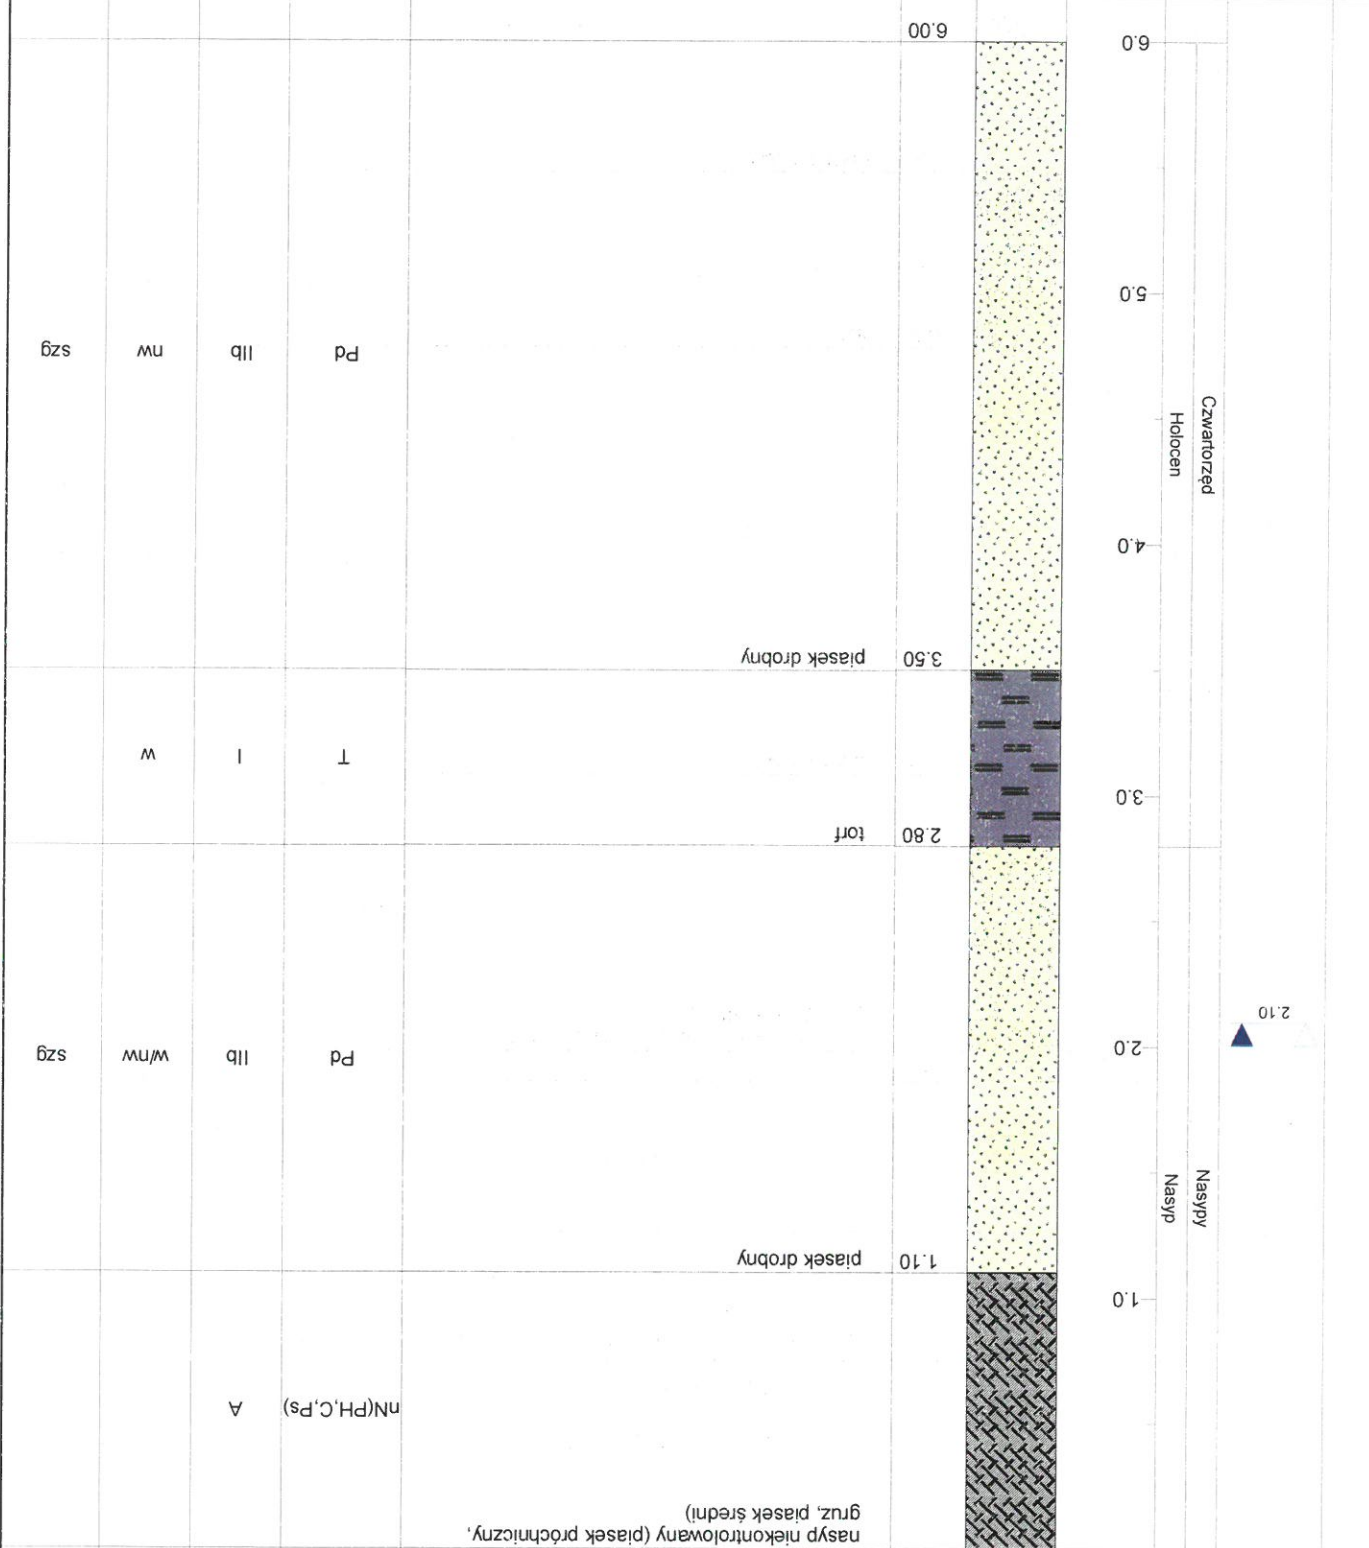 nasyp niekontrolowany (piasek próchniczny,
gruz, piasek średni)
nN(PH,C,Ps)
A
1.0
1.10
piasek drobny
Nasypy
Nasyp
2.0
2.10
Pd
IIb
w/nw
szg
2.80
torf
3.0
T
I
w
3.50
piasek drobny
4.0
Czwartorzęd
Holocen
Pd
IIb
nw
szg
5.0
6.0
6.00